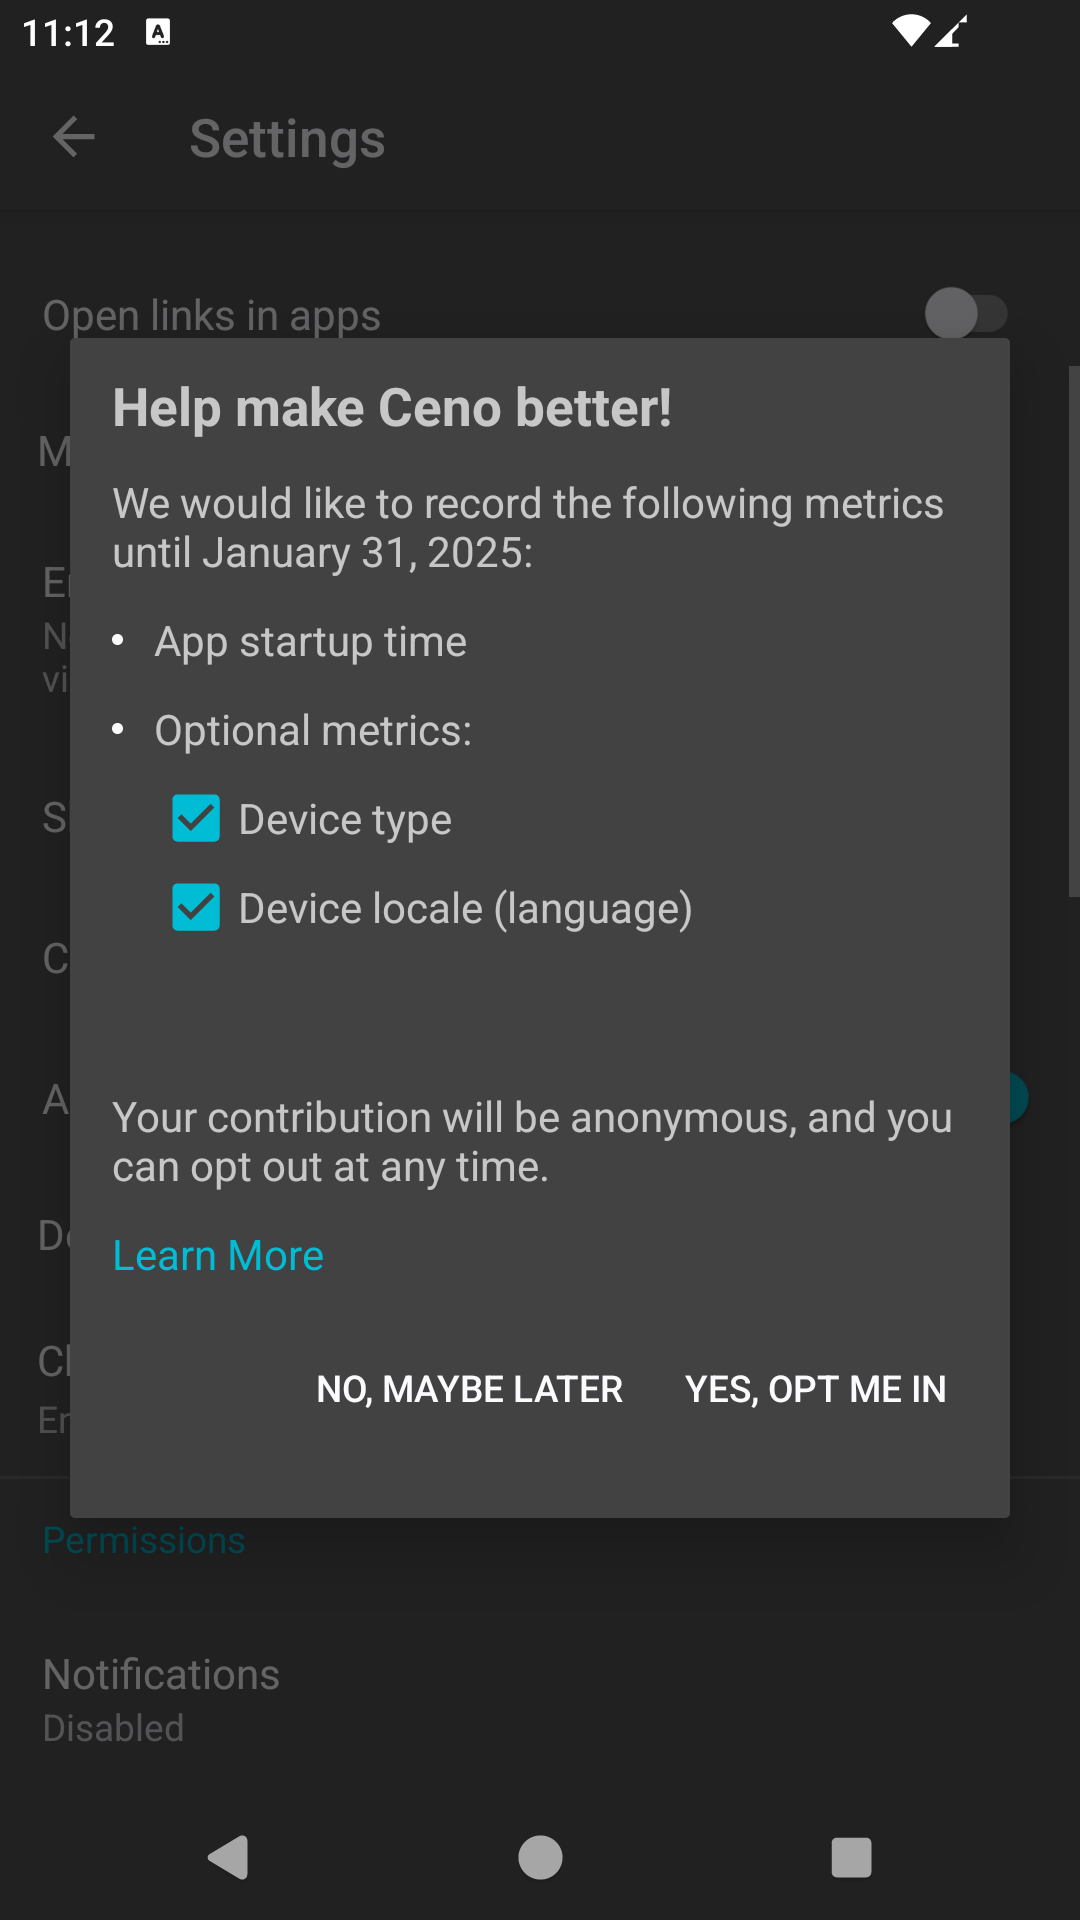 11:12
Settings
Open links in apps
Help make Ceno better!
We would like to record the following metrics
until January 31, 2025:
• App startup time
• Optional metrics:
Device type
Device locale (language)
Your contribution will be anonymous, and you
can opt out at any time.
Learn More
NO, MAYBE LATER YES, OPT ME IN
Permissions
Notifications
Disabled